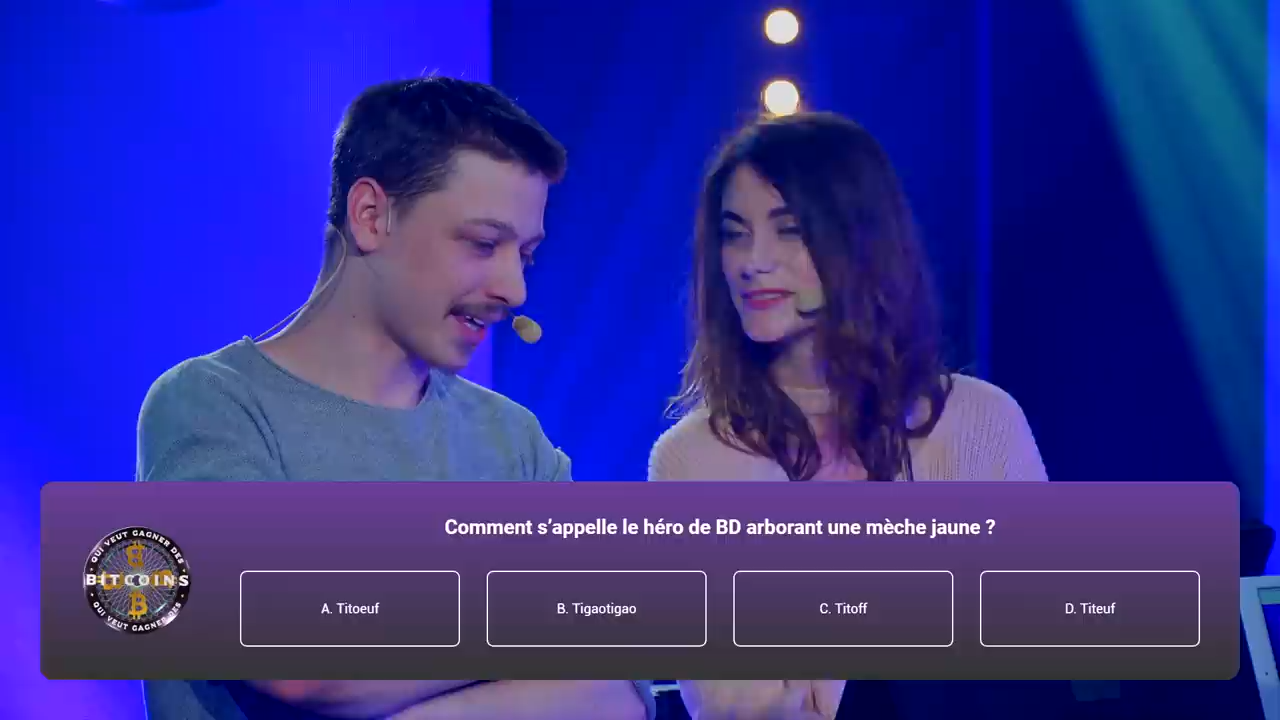 Comment s’appelle le héro de BD arborant une mèche jaune ?
QUI VEUT GAGNER DES
BITCOINS
QUI VEUT GAGNER DES
A. Titoeuf
B. Tigaotigao
C. Titoff
D. Titeuf